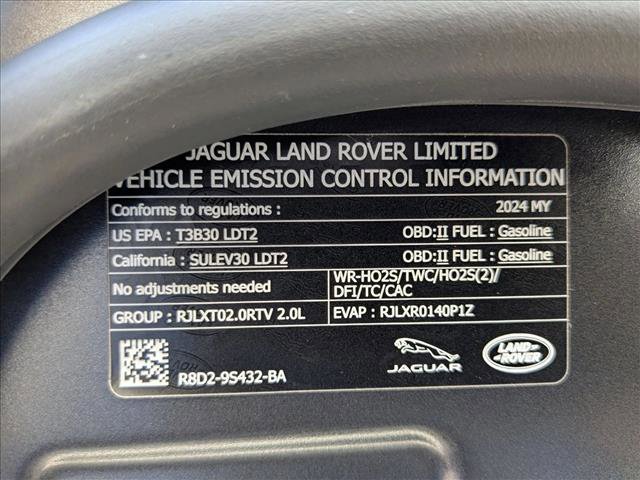 JAGUAR LAND ROVER LIMITED
VEHICLE EMISSION CONTROL INFORMATION
Conforms to regulations : 2024 MY
US EPA : T3B30 LDT2 OBD:II FUEL : Gasoline
California : SULEV30 LDT2 OBD:II FUEL : Gasoline
No adjustments needed WR-HO2S/TWC/HO2S(2)/
DFI/TC/CAC
GROUP : RJLXT02.0RTV 2.0L EVAP : RJLXR0140P1Z
R8D2-9S432-BA
JAGUAR
LAND-
ROVER